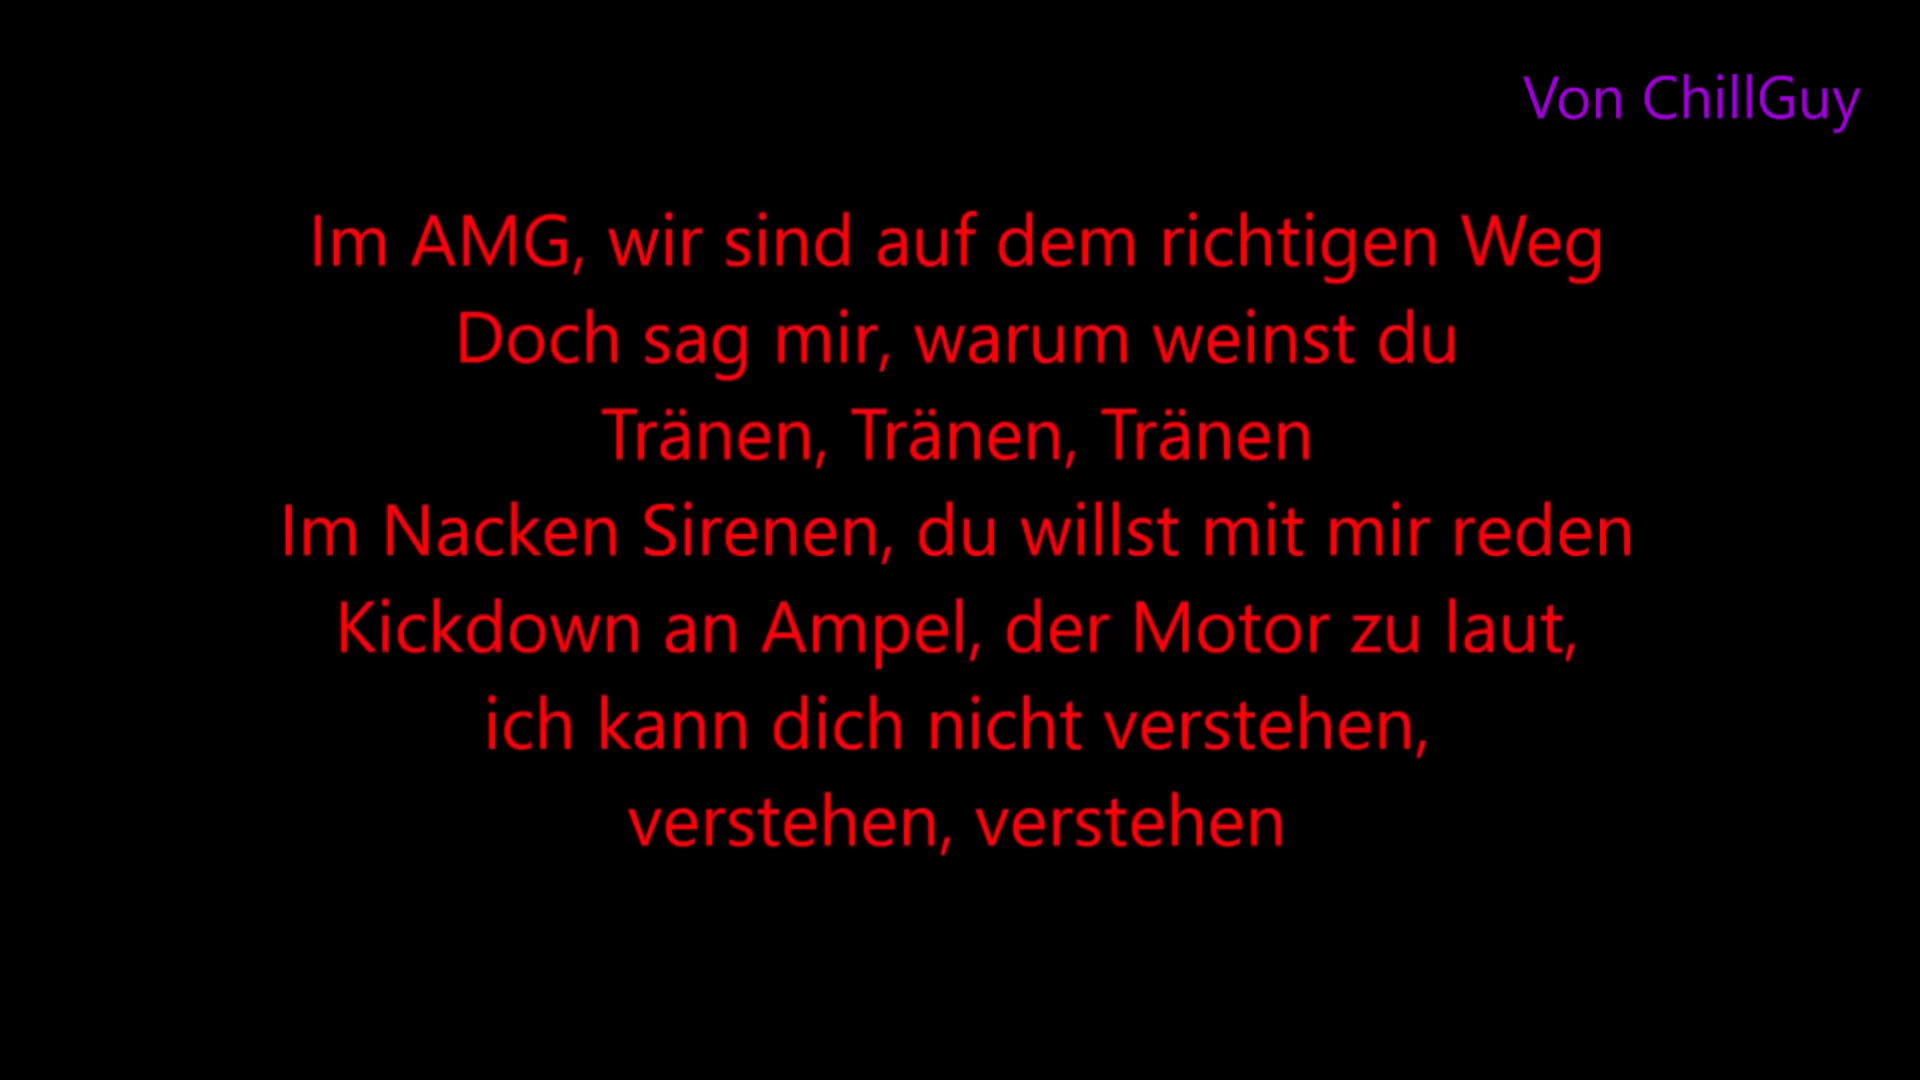 Von ChillGuy
Im AMG, wir sind auf dem richtigen Weg
Doch sag mir, warum weinst du
Tränen, Tränen, Tränen
Im Nacken Sirenen, du willst mit mir reden
Kickdown an Ampel, der Motor zu laut,
ich kann dich nicht verstehen,
verstehen, verstehen